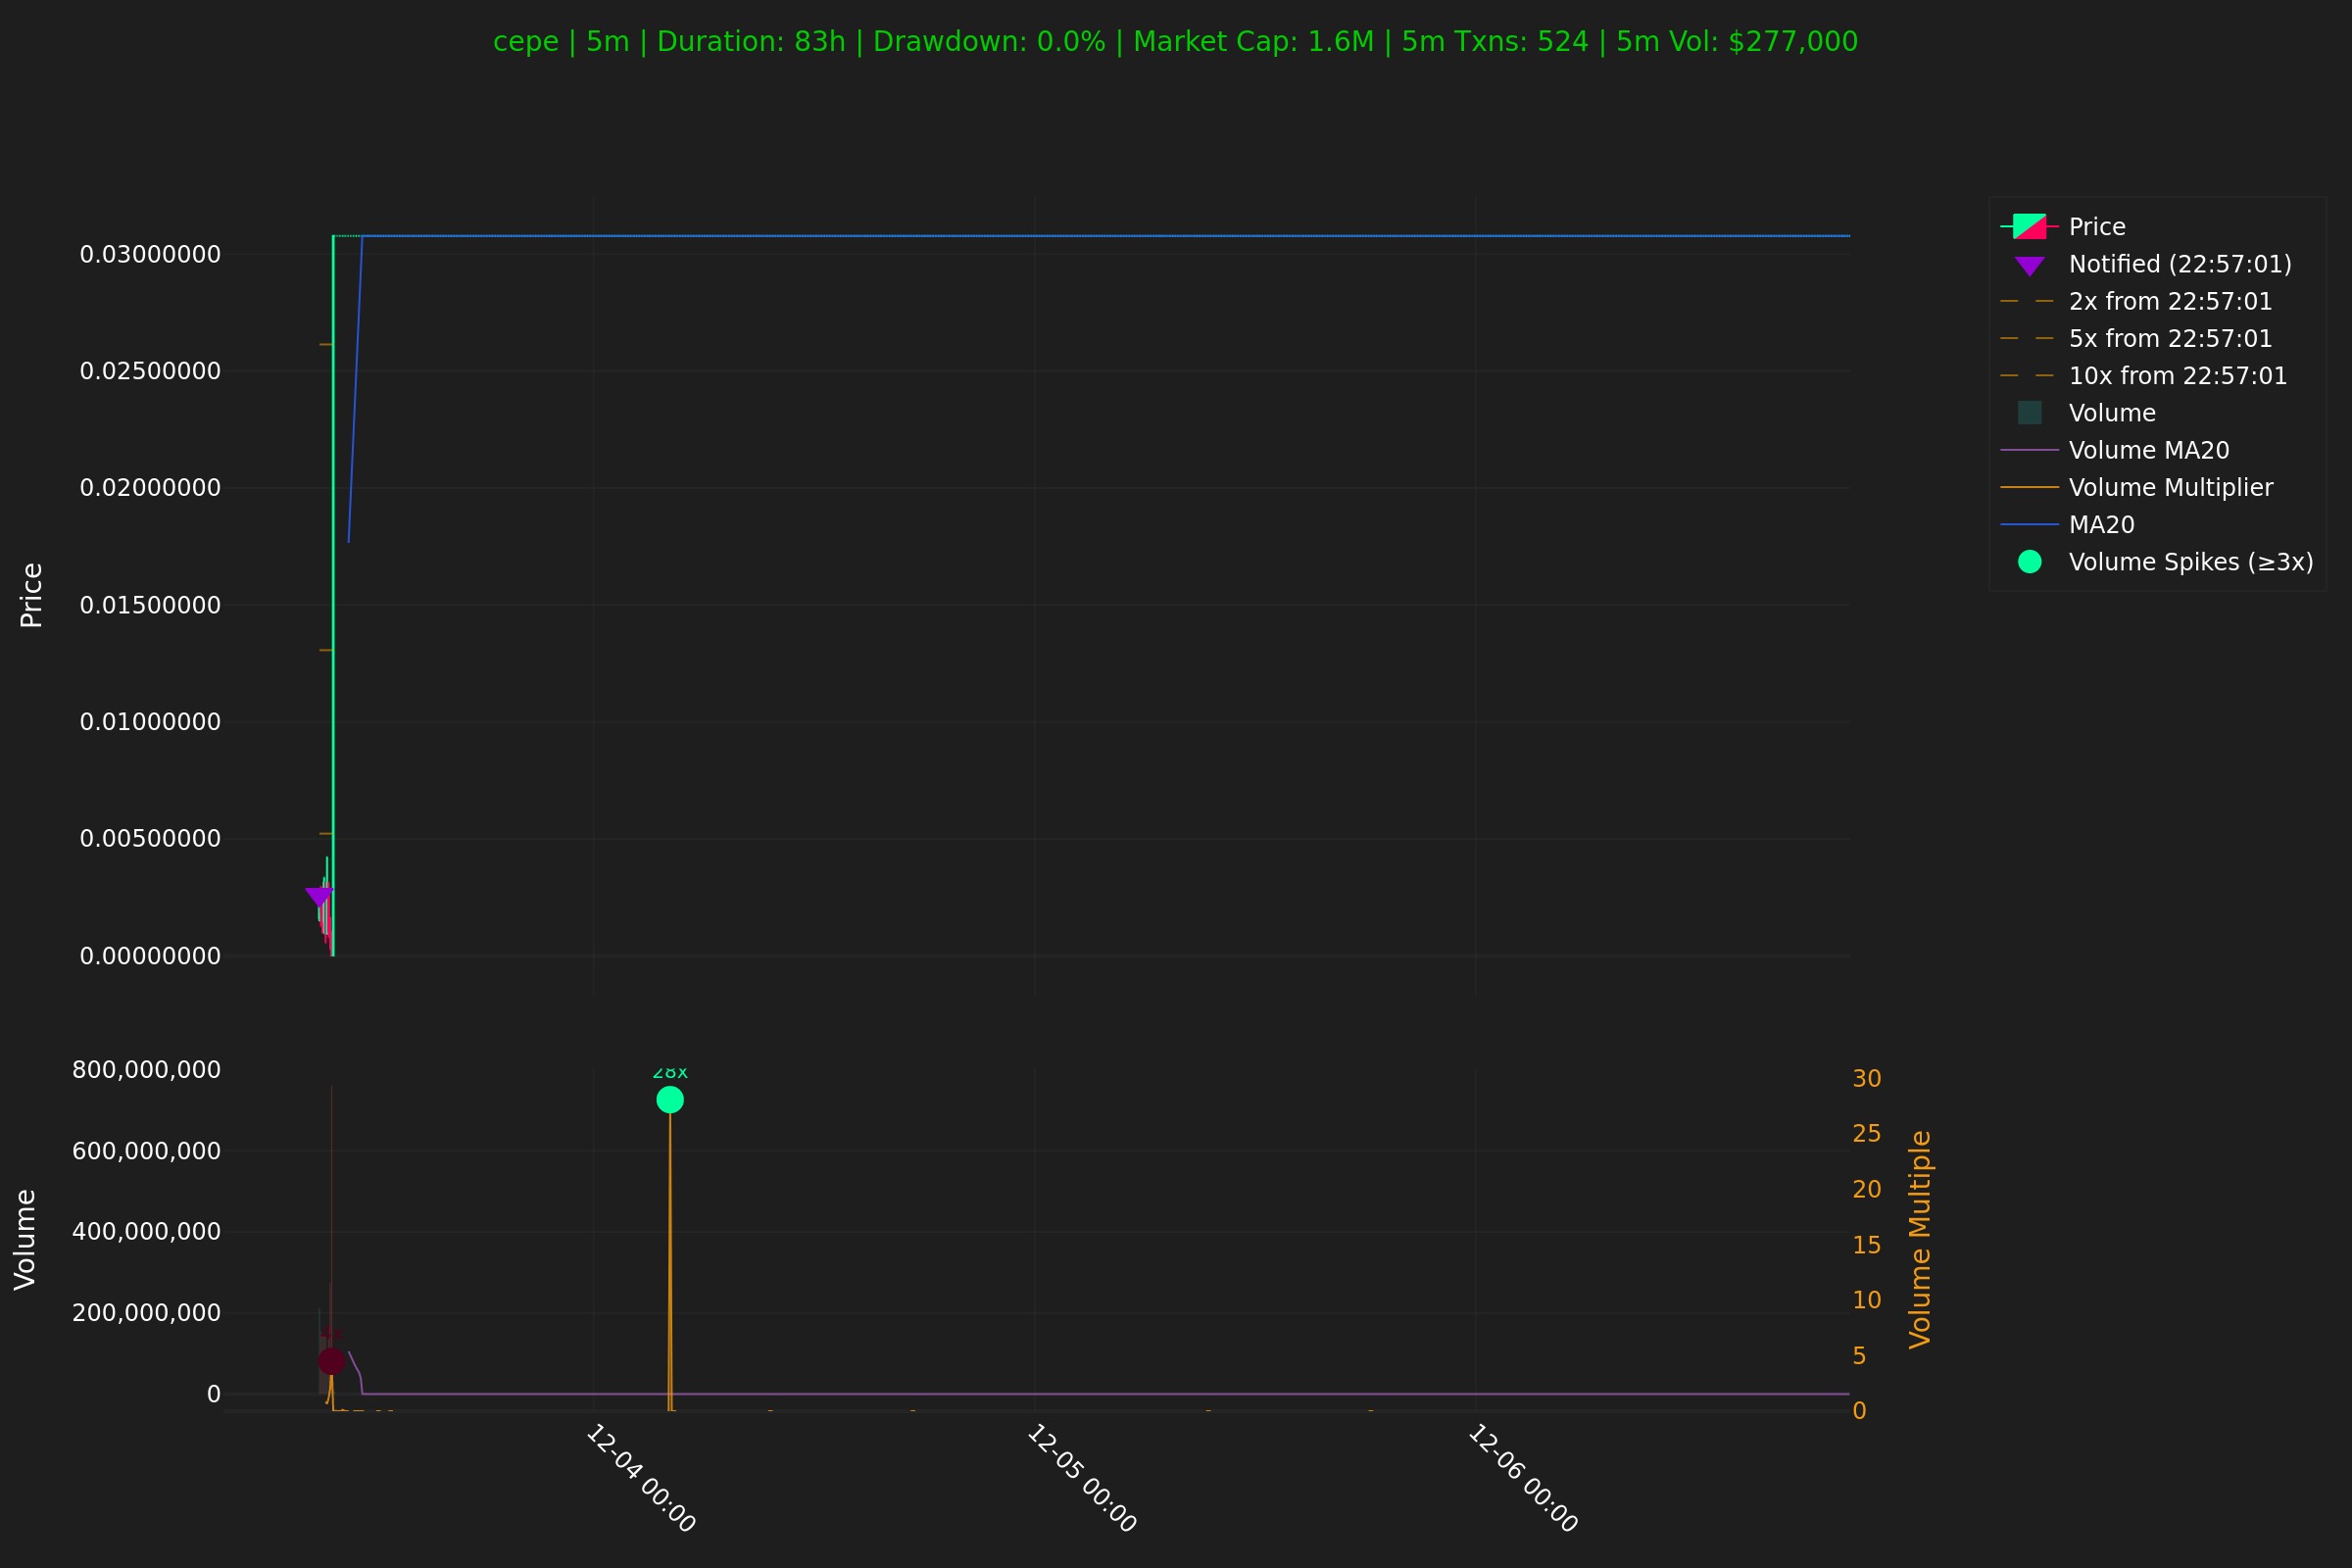 cepe | 5m | Duration: 83h | Drawdown: 0.0% | Market Cap: 1.6M | 5m Txns: 524 | 5m Vol: $277,000
Price
0.03000000
0.02500000
0.02000000
0.01500000
0.01000000
0.00500000
0.00000000
Price
Notified (22:57:01)
2x from 22:57:01
5x from 22:57:01
10x from 22:57:01
Volume
Volume MA20
Volume Multiplier
MA20
Volume Spikes (≥3x)
Volume
800,000,000
600,000,000
400,000,000
200,000,000
0
28x
30
25
20
15
10
5
0
Volume Multiple
12-04 00:00
12-05 00:00
12-06 00:00